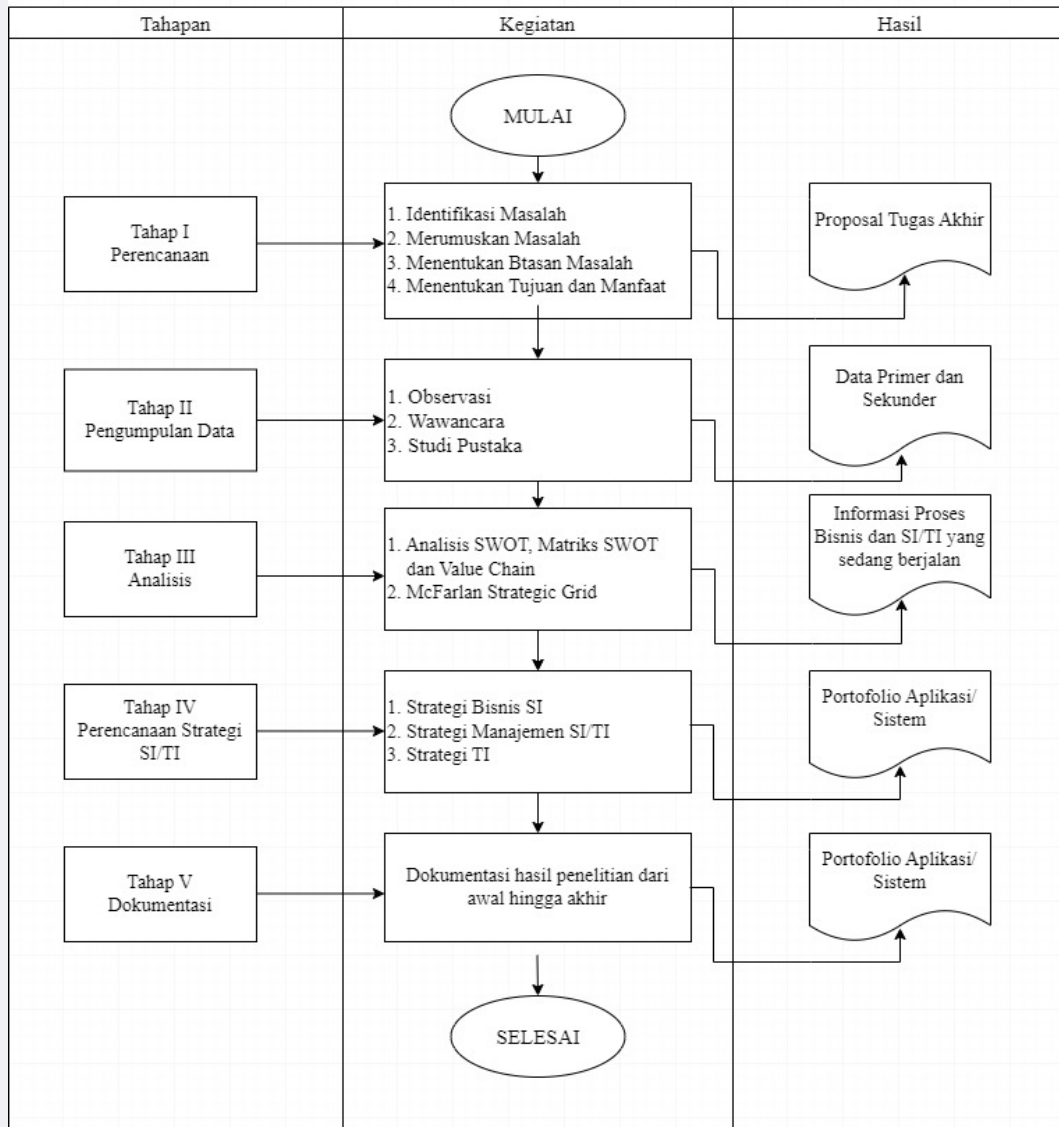 Tahapan
Kegiatan
Hasil
MULAI
Tahap I
Perencanaan
1. Identifikasi Masalah
2. Merumuskan Masalah
3. Menentukan Btasan Masalah
4. Menentukan Tujuan dan Manfaat
Proposal Tugas Akhir
Tahap II
Pengumpulan Data
1. Observasi
2. Wawancara
3. Studi Pustaka
Data Primer dan
Sekunder
Tahap III
Analisis
1. Analisis SWOT, Matriks SWOT
dan Value Chain
2. McFarlan Strategic Grid
Informasi Proses
Bisnis dan SI/TI yang
sedang berjalan
Tahap IV
Perencanaan Strategi
SI/TI
1. Strategi Bisnis SI
2. Strategi Manajemen SI/TI
3. Strategi TI
Portofolio Aplikasi/
Sistem
Tahap V
Dokumentasi
Dokumentasi hasil penelitian dari
awal hingga akhir
Portofolio Aplikasi/
Sistem
SELESAI